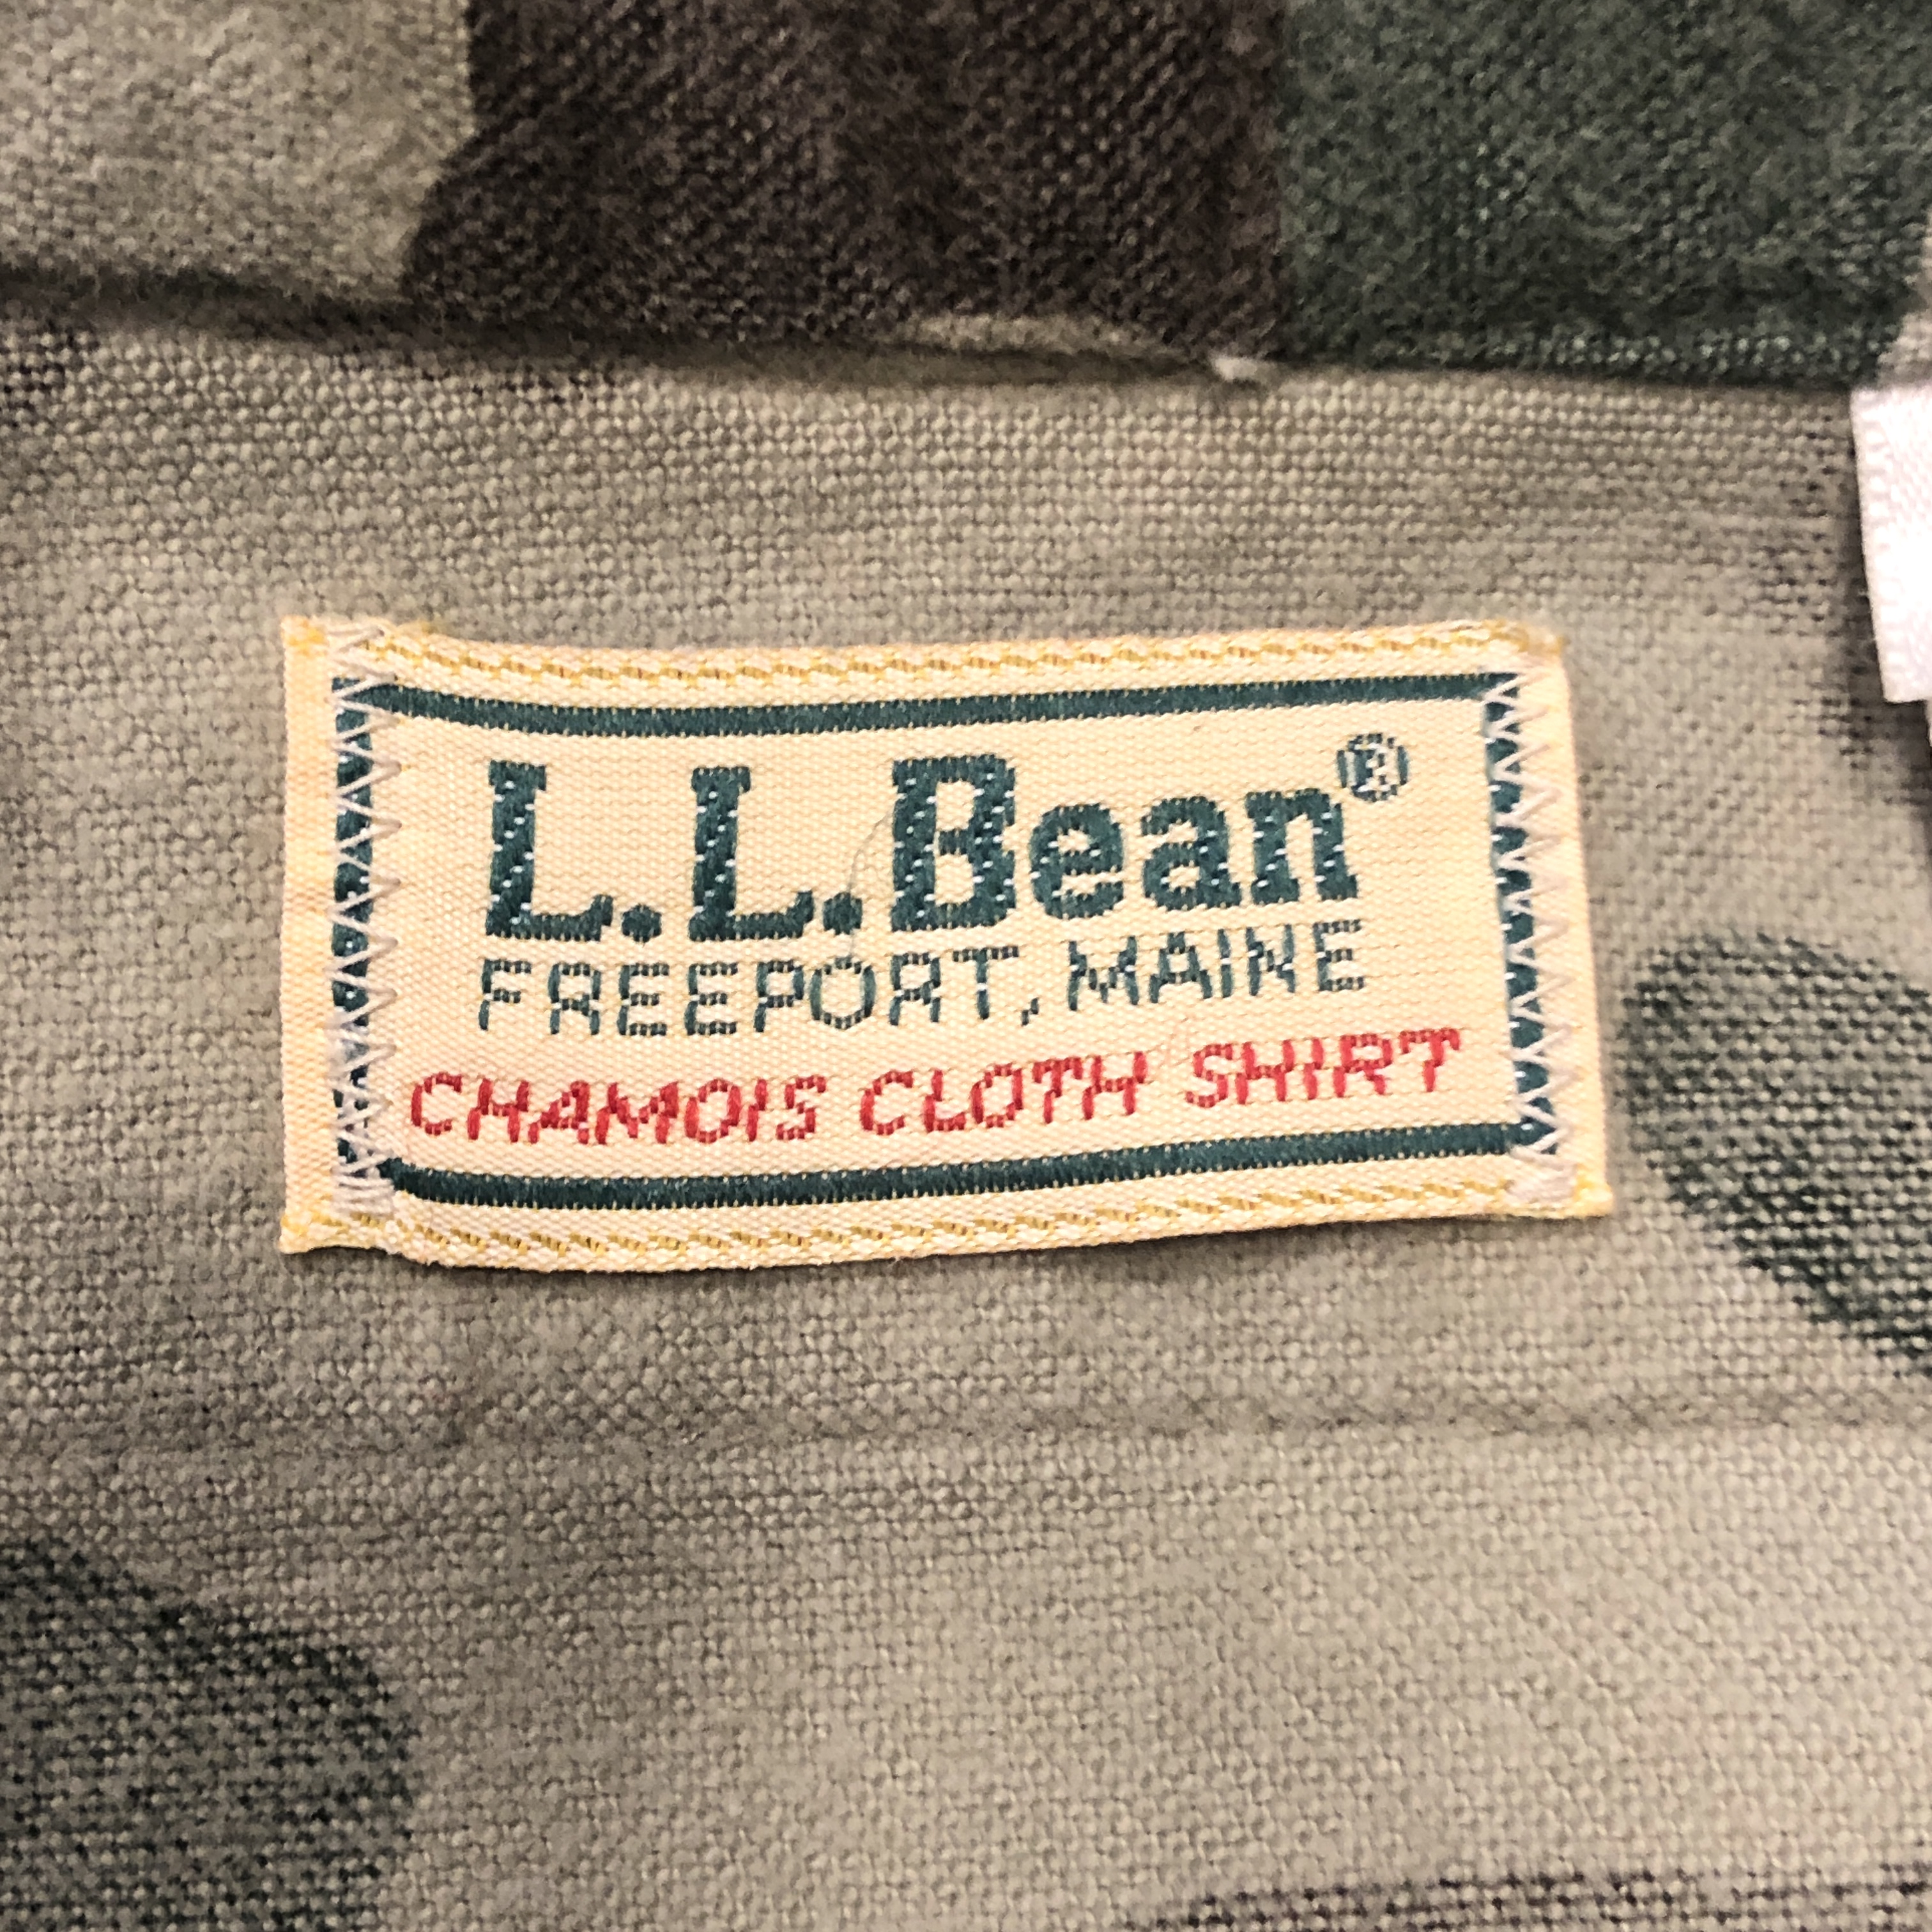 L.L.Bean®
FREEPORT, MAINE
CHAMOIS CLOTH SHIRT